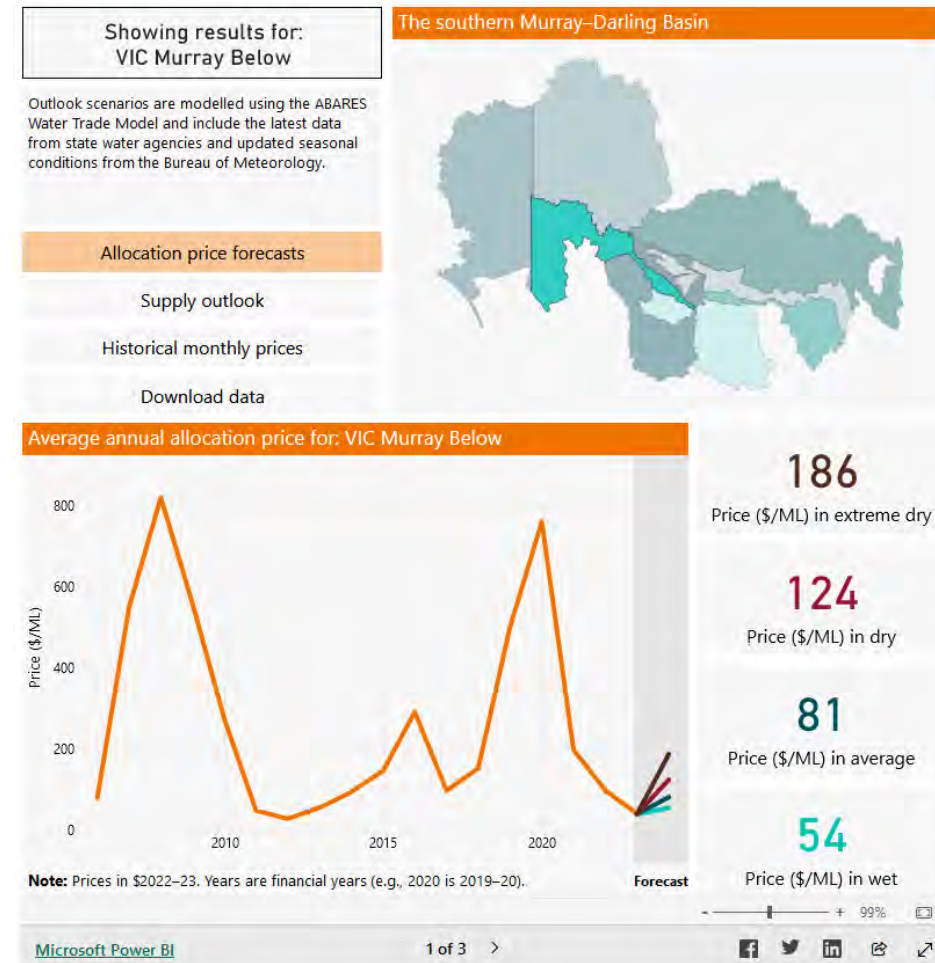 Showing results for:
VIC Murray Below
Outlook scenarios are modelled using the ABARES
Water Trade Model and include the latest data
from state water agencies and updated seasonal
conditions from the Bureau of Meteorology.
Allocation price forecasts
Supply outlook
Historical monthly prices
Download data
The southern Murray–Darling Basin
Average annual allocation price for: VIC Murray Below
Price ($/ML)
800
600
400
200
0
2010
2015
2020
Note: Prices in $2022–23. Years are financial years (e.g., 2020 is 2019–20).
Forecast
186
Price ($/ML) in extreme dry
124
Price ($/ML) in dry
81
Price ($/ML) in average
54
Price ($/ML) in wet
- + 99%
Microsoft Power BI
1 of 3 >